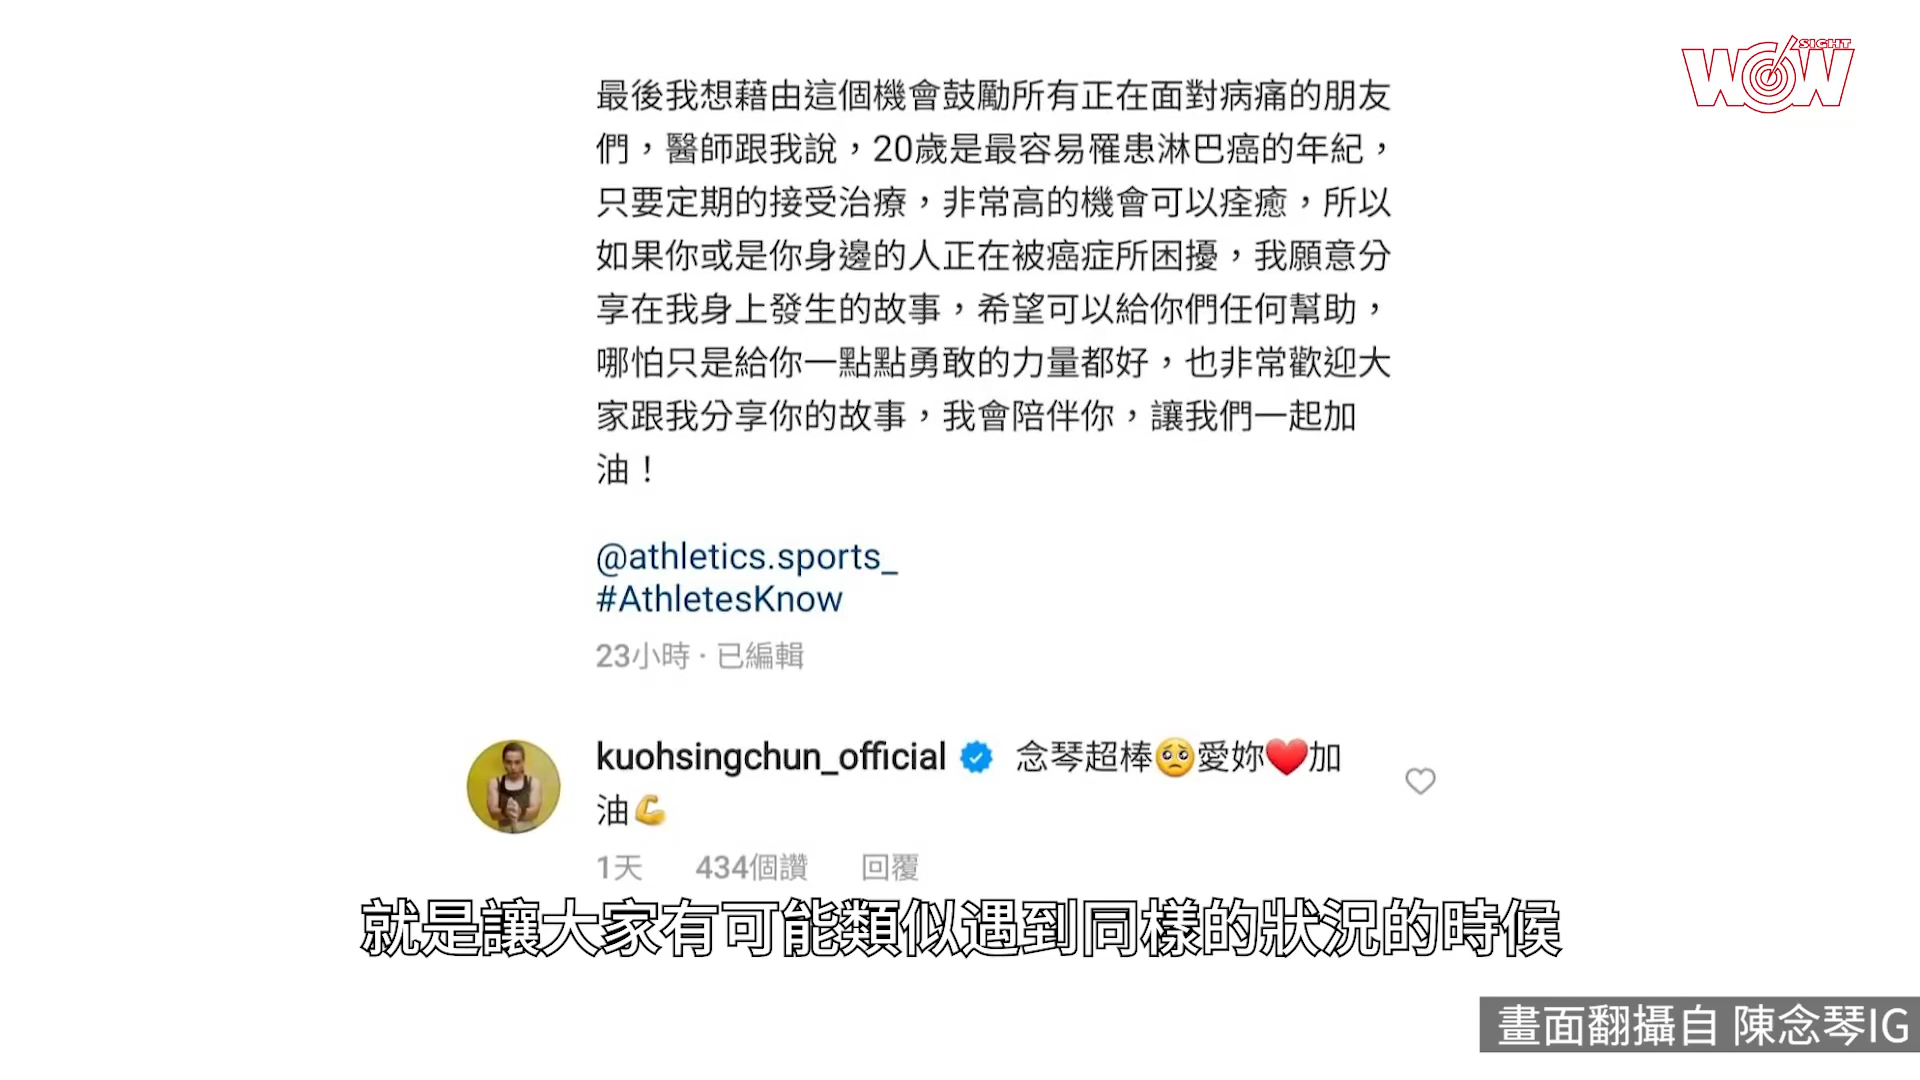 WOW SIGHT
最後我想藉由這個機會鼓勵所有正在面對病痛的朋友
們，醫師跟我說，20歲是最容易罹患淋巴癌的年紀，
只要定期的接受治療，非常高的機會可以痊癒，所以
如果你或是你身邊的人正在被癌症所困擾，我願意分
享在我身上發生的故事，希望可以給你們任何幫助，
哪怕只是給你一點點勇敢的力量都好，也非常歡迎大
家跟我分享你的故事，我會陪伴你，讓我們一起加
油！
@athletics.sports_
#AthletesKnow
23小時 · 已編輯
kuohsingchun_official 念琴超棒🥺愛妳❤️加
油💪
1天 434個讚 回覆
就是讓大家有可能類似遇到同樣的狀況的時候
畫面翻攝自 陳念琴IG